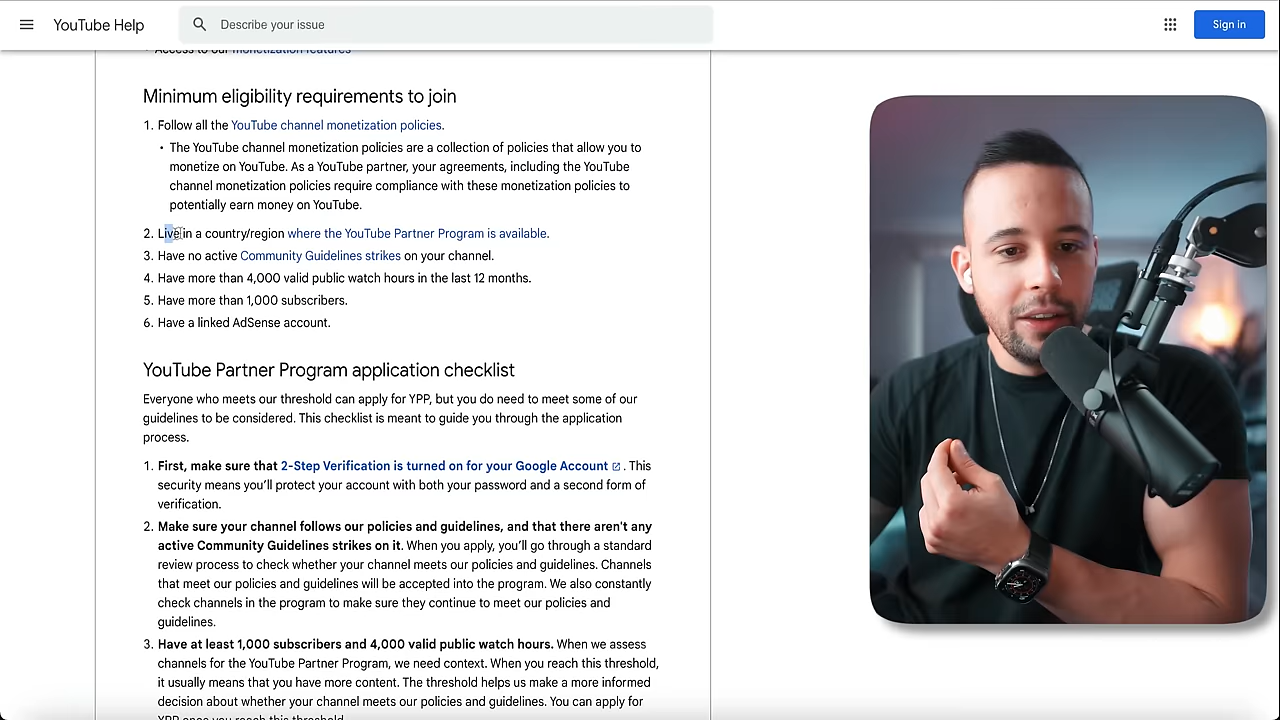 YouTube Help
Describe your issue
Sign in
Access to our monetization features
Minimum eligibility requirements to join
1. Follow all the YouTube channel monetization policies.
• The YouTube channel monetization policies are a collection of policies that allow you to
monetize on YouTube. As a YouTube partner, your agreements, including the YouTube
channel monetization policies require compliance with these monetization policies to
potentially earn money on YouTube.
2. Live in a country/region where the YouTube Partner Program is available.
3. Have no active Community Guidelines strikes on your channel.
4. Have more than 4,000 valid public watch hours in the last 12 months.
5. Have more than 1,000 subscribers.
6. Have a linked AdSense account.
YouTube Partner Program application checklist
Everyone who meets our threshold can apply for YPP, but you do need to meet some of our
guidelines to be considered. This checklist is meant to guide you through the application
process.
1. First, make sure that 2-Step Verification is turned on for your Google Account. This
security means you'll protect your account with both your password and a second form of
verification.
2. Make sure your channel follows our policies and guidelines, and that there aren't any
active Community Guidelines strikes on it. When you apply, you'll go through a standard
review process to check whether your channel meets our policies and guidelines. Channels
that meet our policies and guidelines will be accepted into the program. We also constantly
check channels in the program to make sure they continue to meet our policies and
guidelines.
3. Have at least 1,000 subscribers and 4,000 valid public watch hours. When we assess
channels for the YouTube Partner Program, we need context. When you reach this threshold,
it usually means that you have more content. The threshold helps us make a more informed
decision about whether your channel meets our policies and guidelines. You can apply for
YPP once you reach this threshold.